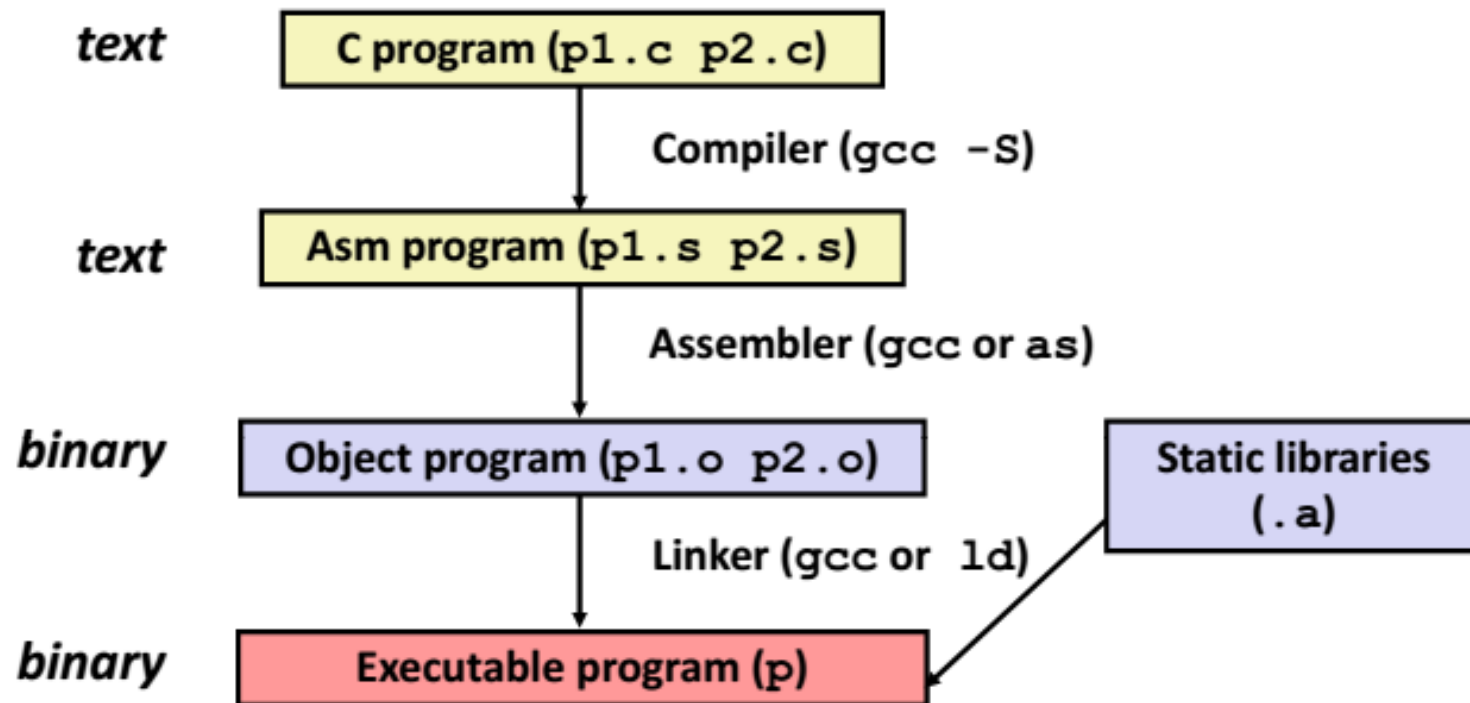 text
C program (p1.c p2.c)
Compiler (gcc -S)
text
Asm program (p1.s p2.s)
Assembler (gcc or as)
binary
Object program (p1.o p2.o)
Static libraries
(.a)
Linker (gcc or ld)
binary
Executable program (p)